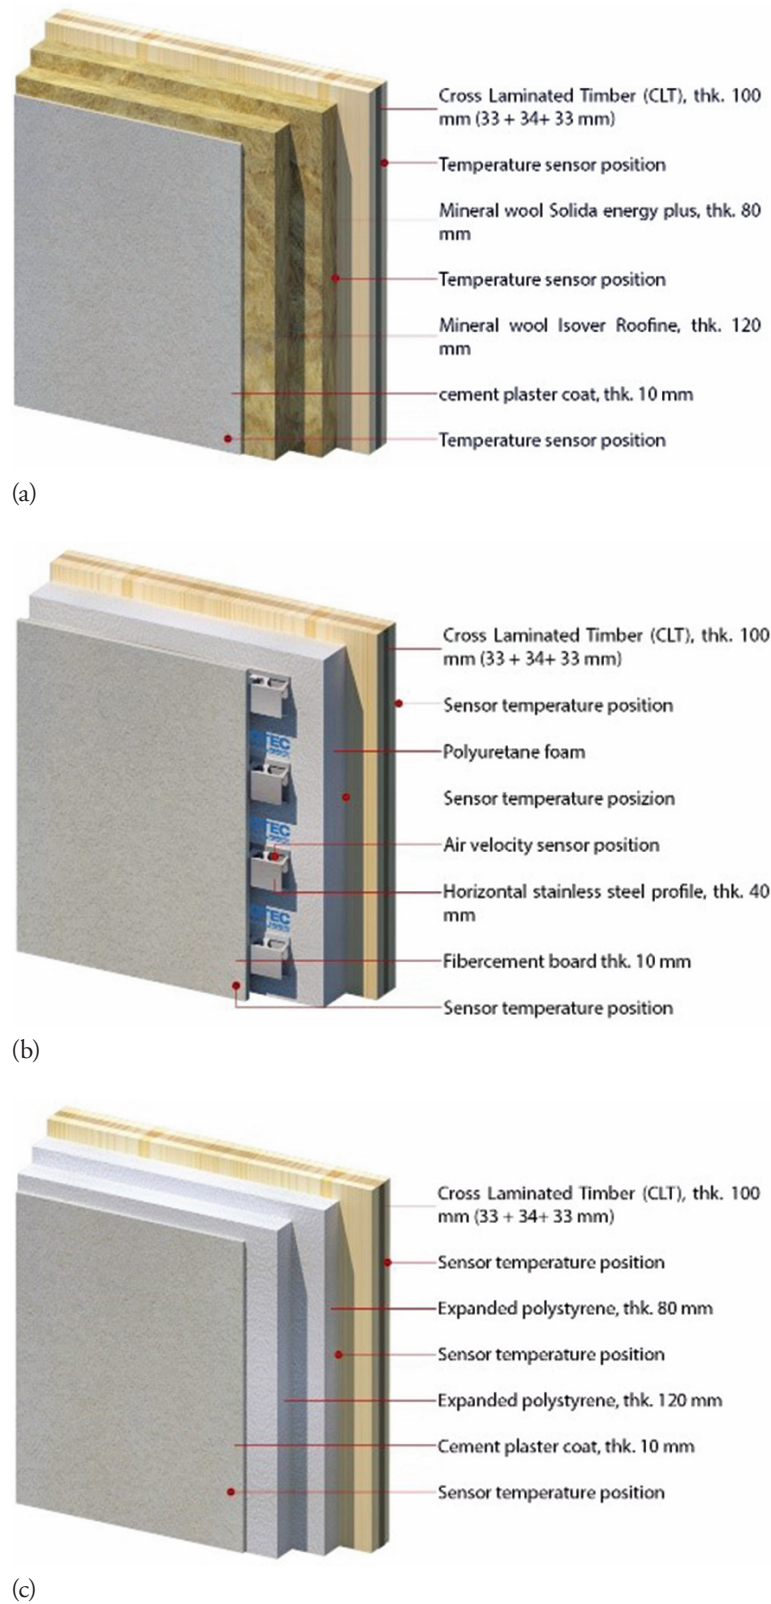 Cross Laminated Timber (CLT), thk. 100
mm (33 + 34+ 33 mm)
Temperature sensor position
Mineral wool Solida energy plus, thk. 80
mm
Temperature sensor position
Mineral wool Isover Roofine, thk. 120
mm
cement plaster coat, thk. 10 mm
Temperature sensor position
(a)
Cross Laminated Timber (CLT), thk. 100
mm (33 + 34+ 33 mm)
Sensor temperature position
Polyuretane foam
Sensor temperature posizion
Air velocity sensor position
Horizontal stainless steel profile, thk. 40
mm
Fibercement board thk. 10 mm
Sensor temperature position
(b)
Cross Laminated Timber (CLT), thk. 100
mm (33 + 34+ 33 mm)
Sensor temperature position
Expanded polystyrene, thk. 80 mm
Sensor temperature position
Expanded polystyrene, thk. 120 mm
Cement plaster coat, thk. 10 mm
Sensor temperature position
(c)